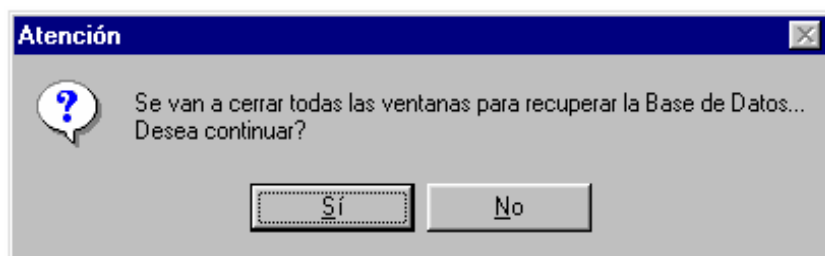 Atención
Se van a cerrar todas las ventanas para recuperar la Base de Datos...
Desea continuar?
Sí No